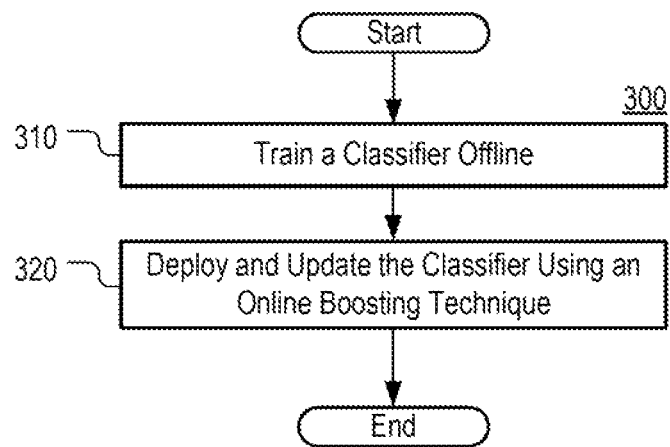 Start
300
310
Train a Classifier Offline
320
Deploy and Update the Classifier Using an
Online Boosting Technique
End